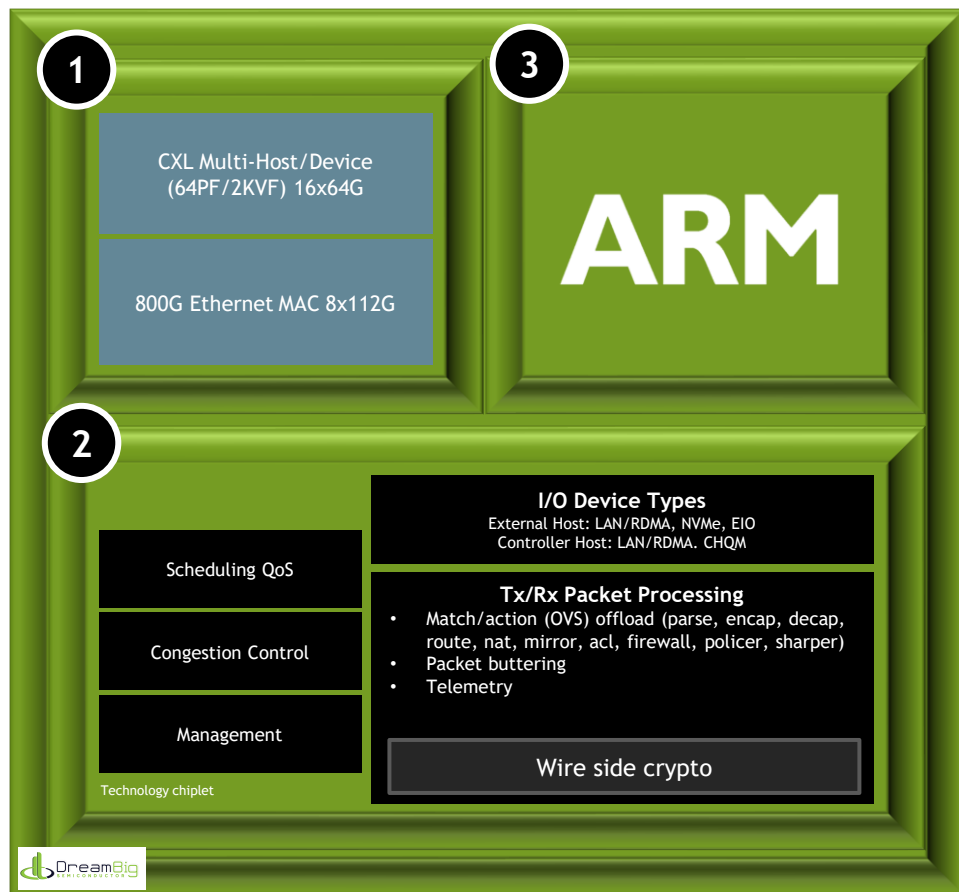 1
CXL Multi-Host/Device
(64PF/2KVF) 16x64G
800G Ethernet MAC 8x112G
3
ARM
2
Scheduling QoS
Congestion Control
Management
Technology chiplet
I/O Device Types
External Host: LAN/RDMA, NVMe, EIO
Controller Host: LAN/RDMA. CHQM
Tx/Rx Packet Processing
• Match/action (OVS) offload (parse, encap, decap,
route, nat, mirror, acl, firewall, policer, sharper)
• Packet buttering
• Telemetry
Wire side crypto
DreamBig
SEMICONDUCTOR